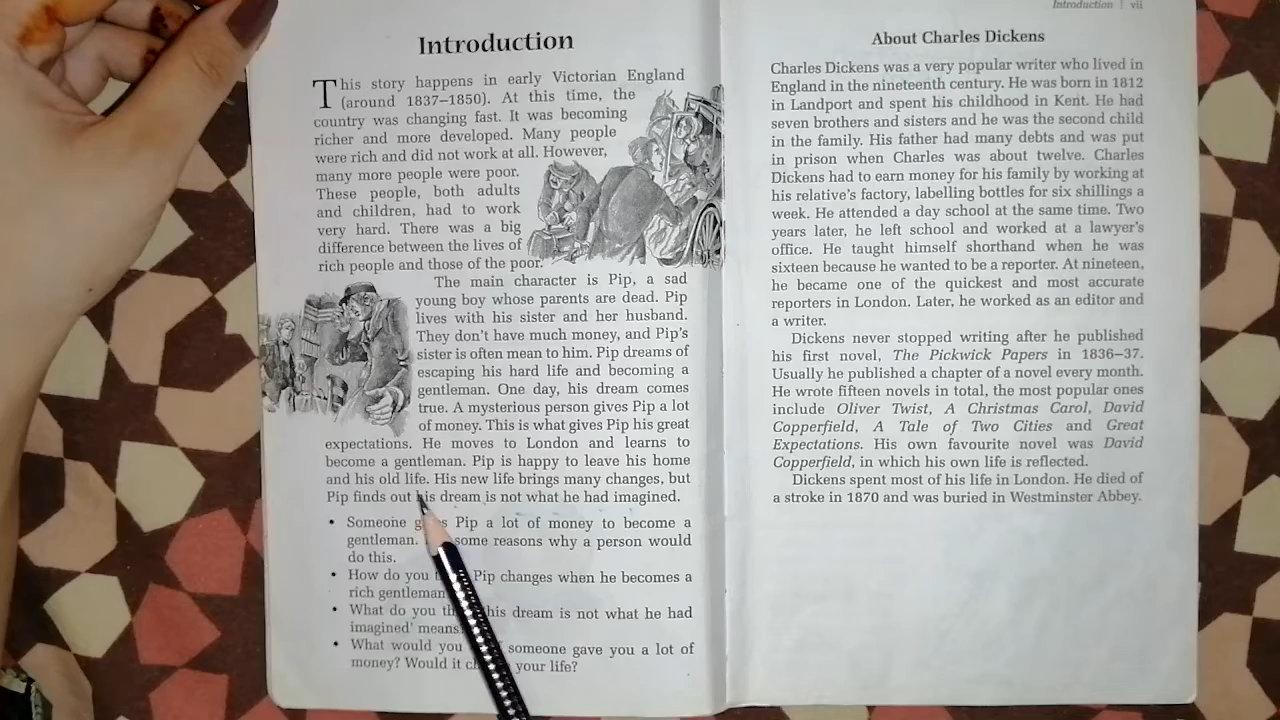 Introduction
This story happens in early Victorian England
(around 1837–1850). At this time, the
country was changing fast. It was becoming
richer and more developed. Many people
were rich and did not work at all. However,
many more people were poor.
These people, both adults
and children, had to work
very hard. There was a big
difference between the lives of
rich people and those of the poor.
The main character is Pip, a sad
young boy whose parents are dead. Pip
lives with his sister and her husband.
They don't have much money, and Pip's
sister is often mean to him. Pip dreams of
escaping his hard life and becoming a
gentleman. One day, his dream comes
true. A mysterious person gives Pip a lot
of money. This is what gives Pip his great
expectations. He moves to London and learns to
become a gentleman. Pip is happy to leave his home
and his old life. His new life brings many changes, but
Pip finds out his dream is not what he had imagined.
• Someone Pip a lot of money to become a
gentleman. some reasons why a person would
do this.
• How do you Pip changes when he becomes a
rich gentleman
• What do you his dream is not what he had
imagined' means
• What would you someone gave you a lot of
money? Would it your life?
Introduction | vii
About Charles Dickens
Charles Dickens was a very popular writer who lived in
England in the nineteenth century. He was born in 1812
in Landport and spent his childhood in Kent. He had
seven brothers and sisters and he was the second child
in the family. His father had many debts and was put
in prison when Charles was about twelve. Charles
Dickens had to earn money for his family by working at
his relative's factory, labelling bottles for six shillings a
week. He attended a day school at the same time. Two
years later, he left school and worked at a lawyer's
office. He taught himself shorthand when he was
sixteen because he wanted to be a reporter. At nineteen,
he became one of the quickest and most accurate
reporters in London. Later, he worked as an editor and
a writer.
Dickens never stopped writing after he published
his first novel, The Pickwick Papers in 1836–37.
Usually he published a chapter of a novel every month.
He wrote fifteen novels in total, the most popular ones
include Oliver Twist, A Christmas Carol, David
Copperfield, A Tale of Two Cities and Great
Expectations. His own favourite novel was David
Copperfield, in which his own life is reflected.
Dickens spent most of his life in London. He died of
a stroke in 1870 and was buried in Westminster Abbey.